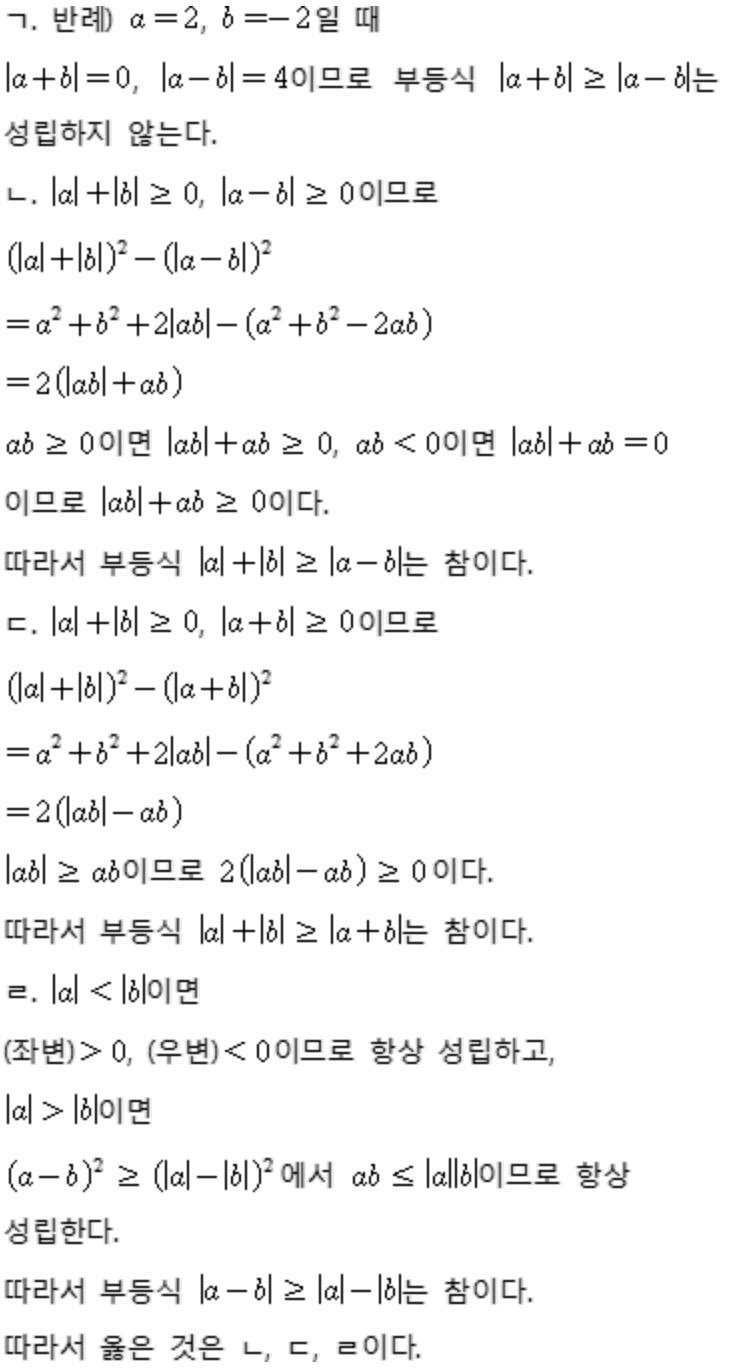 ㄱ. 반례) a=2, b=-2일 때
|a+b|=0, |a-b|=4이므로 부등식 |a+b| ≥ |a-b|는
성립하지 않는다.
ㄴ. |a|+|b| ≥ 0, |a-b| ≥ 0이므로
(|a|+|b|)²-(|a-b|)²
=a²+b²+2|ab|-(a²+b²-2ab)
=2(|ab|+ab)
ab ≥ 0이면 |ab|+ab ≥ 0, ab < 0이면 |ab|+ab=0
이므로 |ab|+ab ≥ 0이다.
따라서 부등식 |a|+|b| ≥ |a-b|는 참이다.
ㄷ. |a|+|b| ≥ 0, |a+b| ≥ 0이므로
(|a|+|b|)²-(|a+b|)²
=a²+b²+2|ab|-(a²+b²+2ab)
=2(|ab|-ab)
|ab| ≥ ab이므로 2(|ab|-ab) ≥ 0이다.
따라서 부등식 |a|+|b| ≥ |a+b|는 참이다.
ㄹ. |a| < |b|이면
(좌변)> 0, (우변)< 0이므로 항상 성립하고,
|a| > |b|이면
(a-b)² ≥ (|a|-|b|)²에서 ab ≤ |a||b|이므로 항상
성립한다.
따라서 부등식 |a-b| ≥ |a|-|b|는 참이다.
따라서 옳은 것은 ㄴ, ㄷ, ㄹ이다.